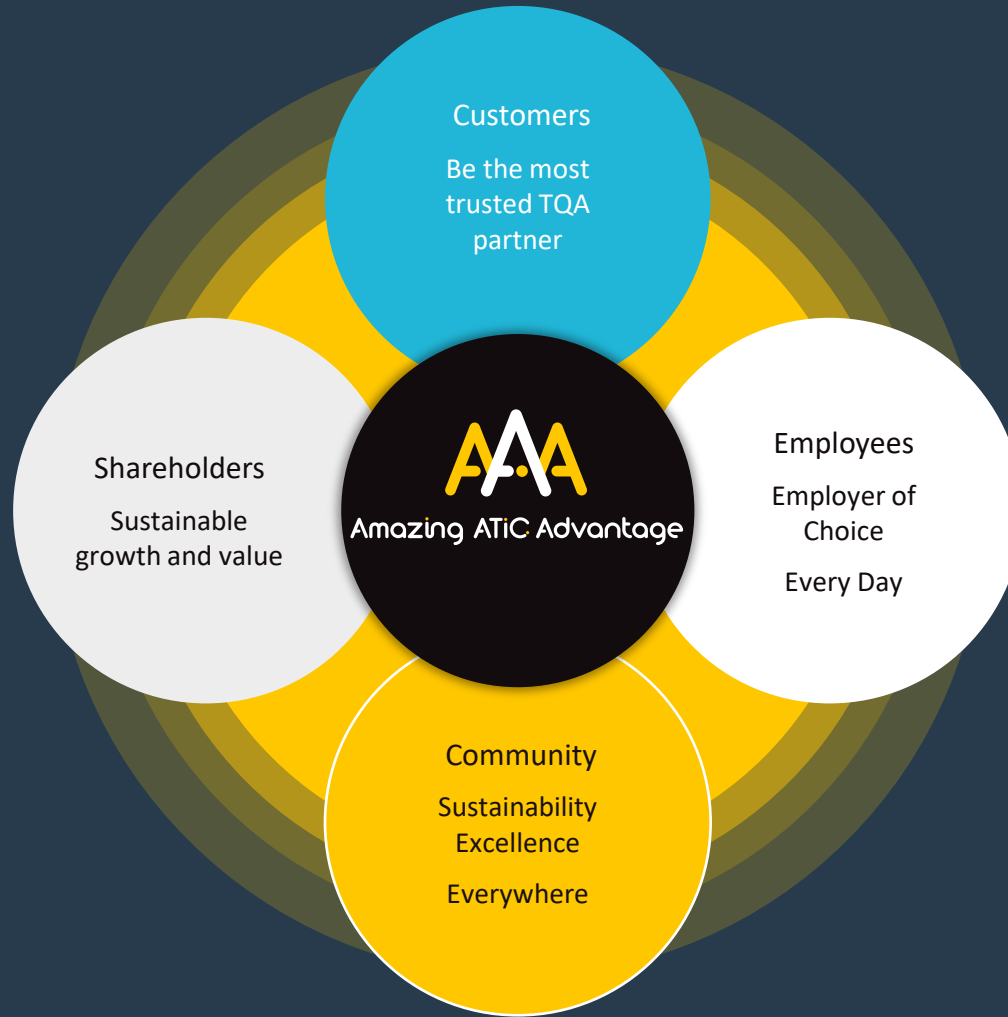 Customers
Be the most
trusted TQA
partner
Shareholders
Sustainable
growth and value
AAA
Amazing ATiC Advantage
Employees
Employer of
Choice
Every Day
Community
Sustainability
Excellence
Everywhere